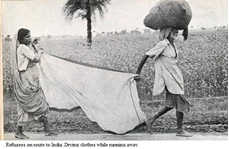 Refugees en route to India. Drying clothes while running away